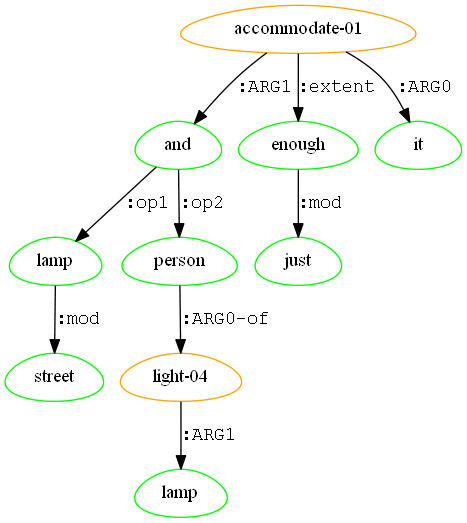 accommodate-01
:ARG1 :extent :ARG0
and enough it
:op1 :op2 :mod
lamp person just
:mod :ARG0-of
street light-04
:ARG1
lamp